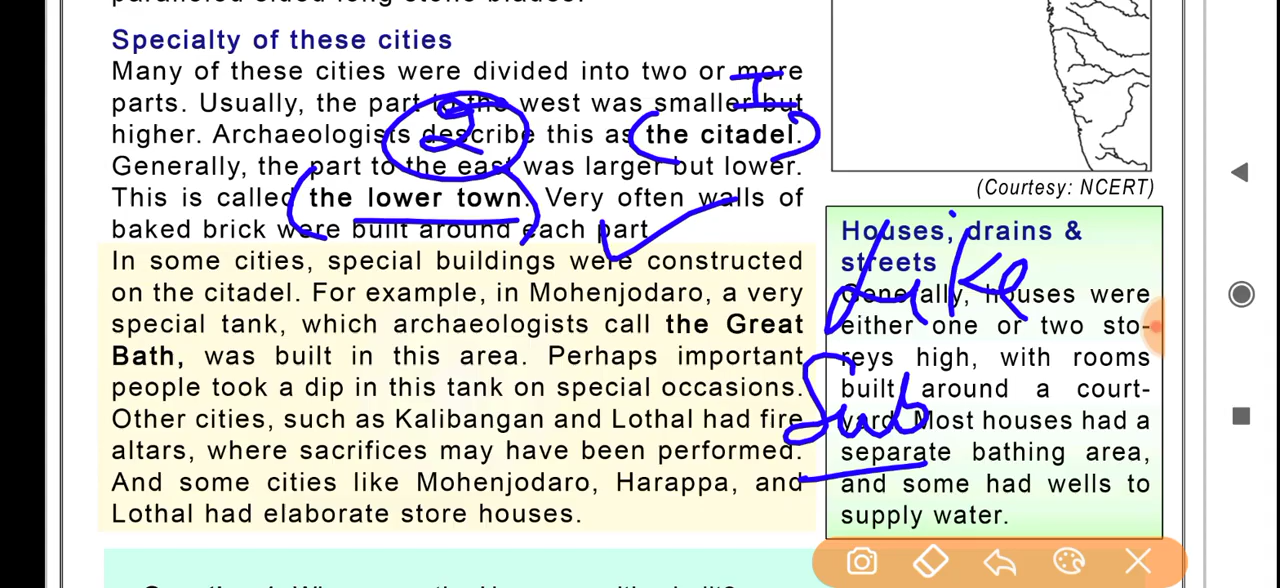 Specialty of these cities
Many of these cities were divided into two or more
parts. Usually, the part to the west was smaller but
higher. Archaeologists describe this as the citadel.
Generally, the part to the east was larger but lower.
This is called the lower town. Very often walls of
baked brick were built around each part.
In some cities, special buildings were constructed
on the citadel. For example, in Mohenjodaro, a very
special tank, which archaeologists call the Great
Bath, was built in this area. Perhaps important
people took a dip in this tank on special occasions.
Other cities, such as Kalibangan and Lothal had fire
altars, where sacrifices may have been performed.
And some cities like Mohenjodaro, Harappa, and
Lothal had elaborate store houses.
I
2
(Courtesy: NCERT)
Houses, drains &
streets
Generally, houses were
either one or two sto-
reys high, with rooms
built around a court-
yard. Most houses had a
separate bathing area,
and some had wells to
supply water.
Like
Sub